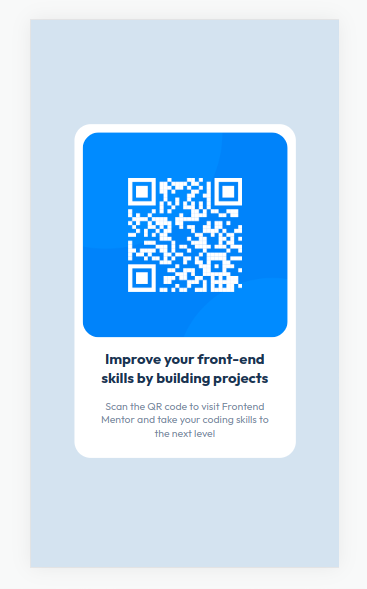 Improve your front-end
skills by building projects
Scan the QR code to visit Frontend
Mentor and take your coding skills to
the next level